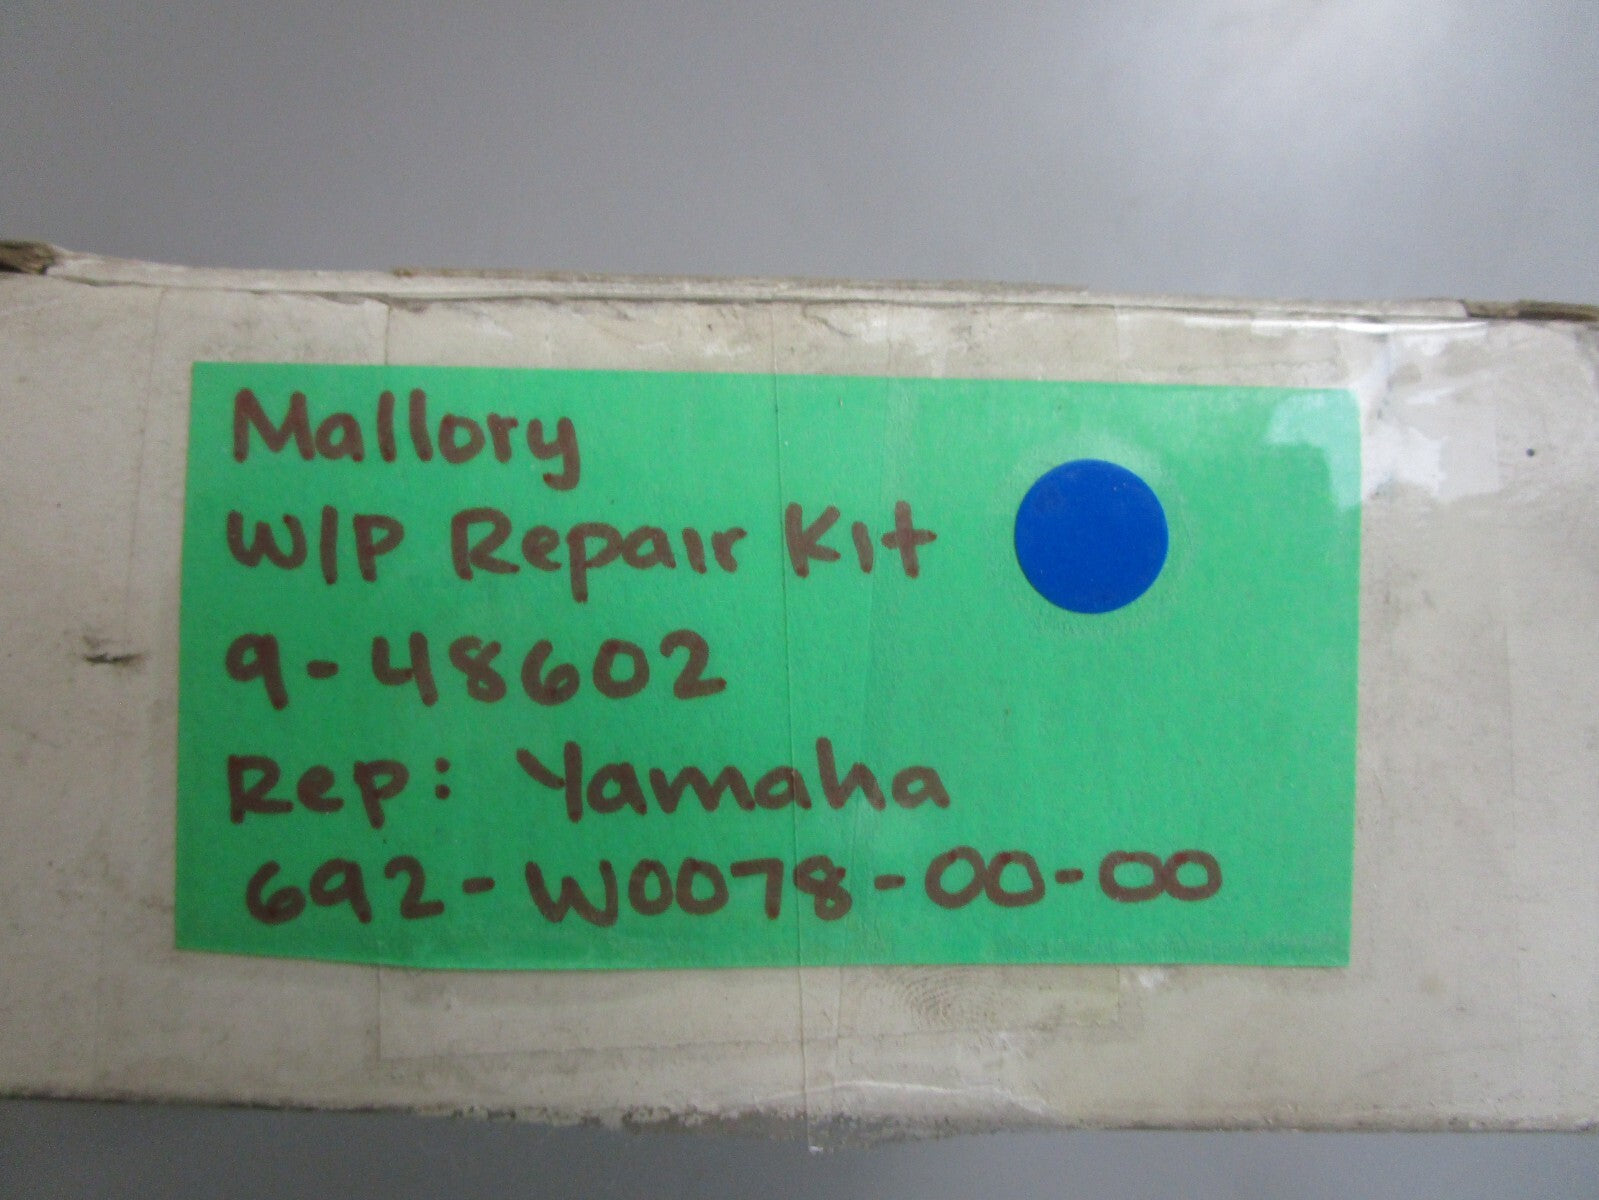 Mallory
W/P Repair Kit
9-48602
Rep: Yamaha
692-W0078-00-00